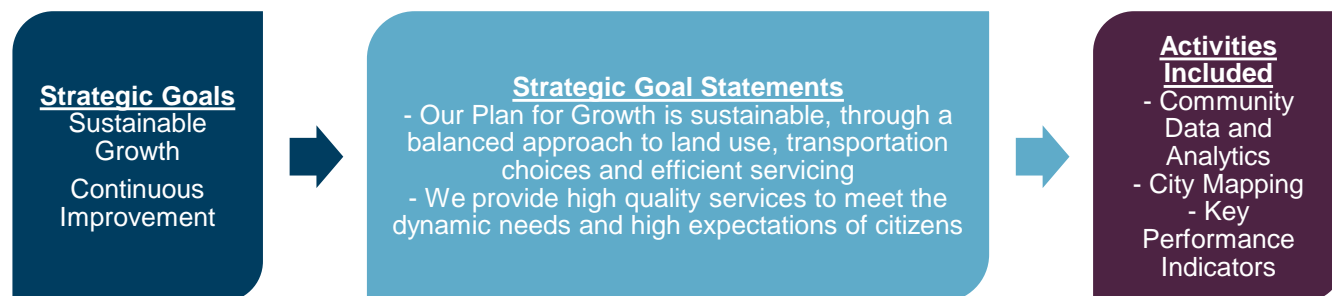 Strategic Goals
Sustainable
Growth
Continuous
Improvement
Strategic Goal Statements
- Our Plan for Growth is sustainable, through a
balanced approach to land use, transportation
choices and efficient servicing
- We provide high quality services to meet the
dynamic needs and high expectations of citizens
Activities
Included
- Community
Data and
Analytics
- City Mapping
- Key
Performance
Indicators